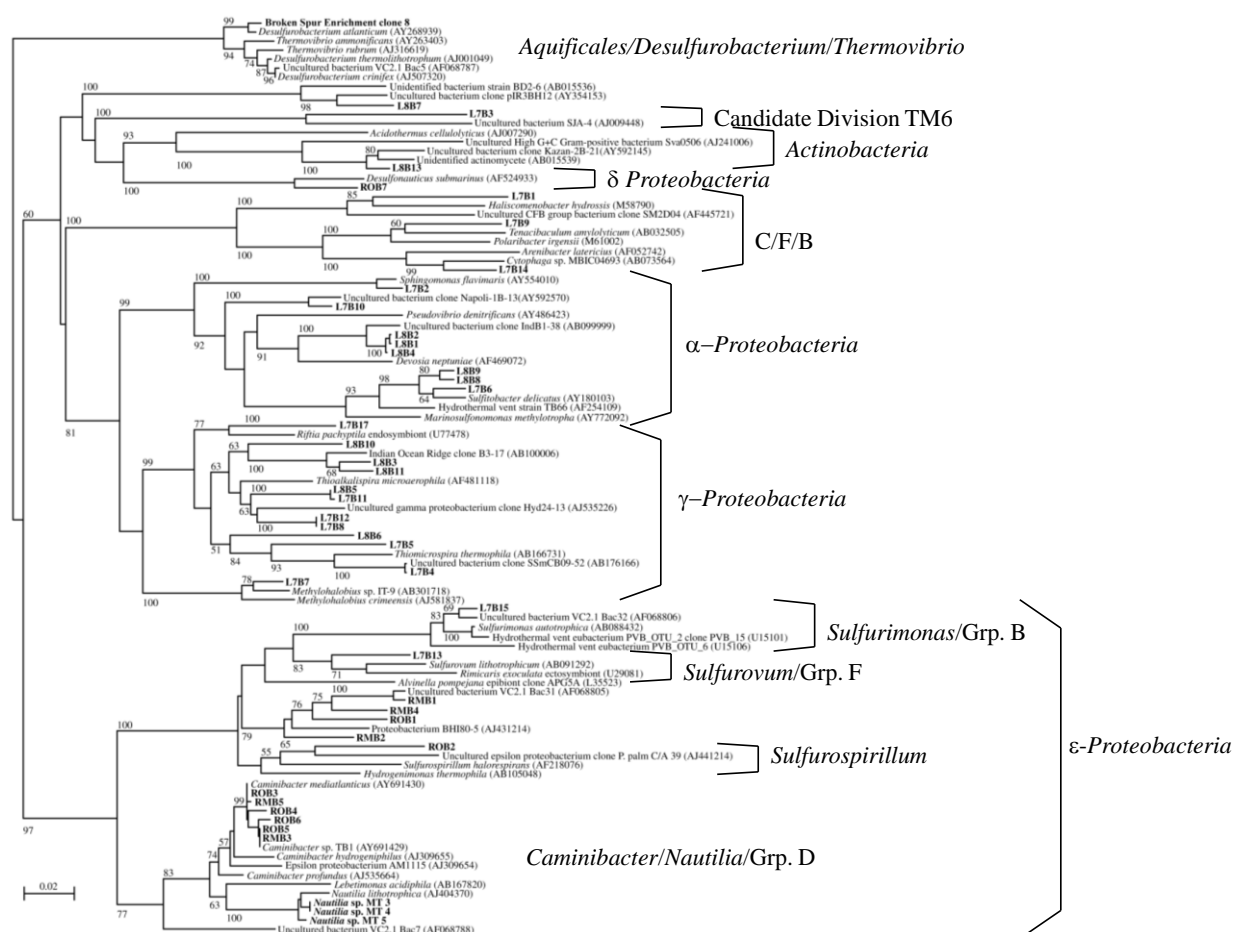 99
Broken Spur Enrichment clone 8
Desulfurobacterium atlanticum (AY268939)
Thermovibrio ammonificans (AY263403)
Thermovibrio rubrum (AJ316619)
94
74
Desulfurobacterium thermolithotrophum (AJ001049)
87
Uncultured bacterium VC2.1 Bac5 (AF068787)
96
Desulfurobacterium crinifex (AJ507320)
Aquificales/Desulfurobacterium/Thermovibrio
100
Unidentified bacterium strain BD2-6 (AB015536)
Uncultured bacterium clone pIR3BH12 (AY354153)
98
L8B7
100
L7B3
Uncultured bacterium SJA-4 (AJ009448)
Candidate Division TM6
93
Acidothermus cellulolyticus (AJ007290)
Uncultured High G+C Gram-positive bacterium Sva0506 (AJ241006)
80
Uncultured bacterium clone Kazan-2B-21(AY592145)
100
Unidentified actinomycete (AB015539)
100
L8B13
Actinobacteria
100
Desulfonauticus submarinus (AF524933)
ROB7
δ Proteobacteria
60
100
100
85
L7B1
Haliscomenobacter hydrossis (M58790)
Uncultured CFB group bacterium clone SM2D04 (AF445721)
100
60
L7B9
Tenacibaculum amylolyticum (AB032505)
Polaribacter irgensii (M61002)
100
Arenibacter latericius (AF052742)
Cytophaga sp. MBIC04693 (AB073564)
99
L7B14
C/F/B
100
Sphingomonas flavimaris (AY554010)
L7B2
99
100
Uncultured bacterium clone Napoli-1B-13(AY592570)
L7B10
Pseudovibrio denitrificans (AY486423)
92
100
Uncultured bacterium clone IndB1-38 (AB099999)
L8B2
L8B1
91
100
L8B4
Devosia neptuniae (AF469072)
80
L8B9
98
L8B8
93
L7B6
64
Sulfitobacter delicatus (AY180103)
Hydrothermal vent strain TB66 (AF254109)
Marinosulfonomonas methylotropha (AY772092)
α–Proteobacteria
81
77
100
L7B17
Riftia pachyptila endosymbiont (U77478)
63
L8B10
Indian Ocean Ridge clone B3-17 (AB100006)
99
63
100
L8B3
68
L8B11
Thioalkalispira microaerophila (AF481118)
100
L8B5
L7B11
63
Uncultured gamma proteobacterium clone Hyd24-13 (AJ535226)
L7B12
100
L7B8
L8B6
51
L7B5
84
Thiomicrospira thermophila (AB166731)
93
Uncultured bacterium clone SSmCB09-52 (AB176166)
100
L7B4
γ–Proteobacteria
78
L7B7
Methylohalobius sp. IT-9 (AB301718)
100
Methylohalobius crimeensis (AJ581837)
69
L7B15
83
Uncultured bacterium VC2.1 Bac32 (AF068806)
100
Sulfurimonas autotrophica (AB088432)
100
Hydrothermal vent eubacterium PVB_OTU_2 clone PVB_15 (U15101)
Hydrothermal vent eubacterium PVB_OTU_6 (U15106)
Sulfurimonas/Grp. B
L7B13
83
Sulfurovum lithotrophicum (AB091292)
71
Rimicaris exoculata ectosymbiont (U29081)
Alvinella pompejana epibiont clone APG5A (L35523)
Sulfurovum/Grp. F
100
Uncultured bacterium VC2.1 Bac31 (AF068805)
75
RMB1
76
RMB4
ROB1
100
Proteobacterium BHI80-5 (AJ431214)
79
RMB2
65
ROB2
55
Uncultured epsilon proteobacterium clone P. palm C/A 39 (AJ441214)
Sulfurospirillum halorespirans (AF218076)
Hydrogenimonas thermophila (AB105048)
Sulfurospirillum
ε-Proteobacteria
Caminibacter mediatlanticus (AY691430)
ROB3
99
RMB5
ROB4
ROB6
ROB5
RMB3
97
57
Caminibacter sp. TB1 (AY691429)
74
Caminibacter hydrogeniphilus (AJ309655)
Epsilon proteobacterium AM1115 (AJ309654)
83
Caminibacter profundus (AJ535664)
Caminibacter/Nautilia/Grp. D
0.02
Lebetimonas acidiphila (AB167820)
Nautilia lithotrophica (AJ404370)
63
Nautilia sp. MT 3
77
100
Nautilia sp. MT 4
Nautilia sp. MT 5
Uncultured bacterium VC2.1 Bac7 (AF068788)